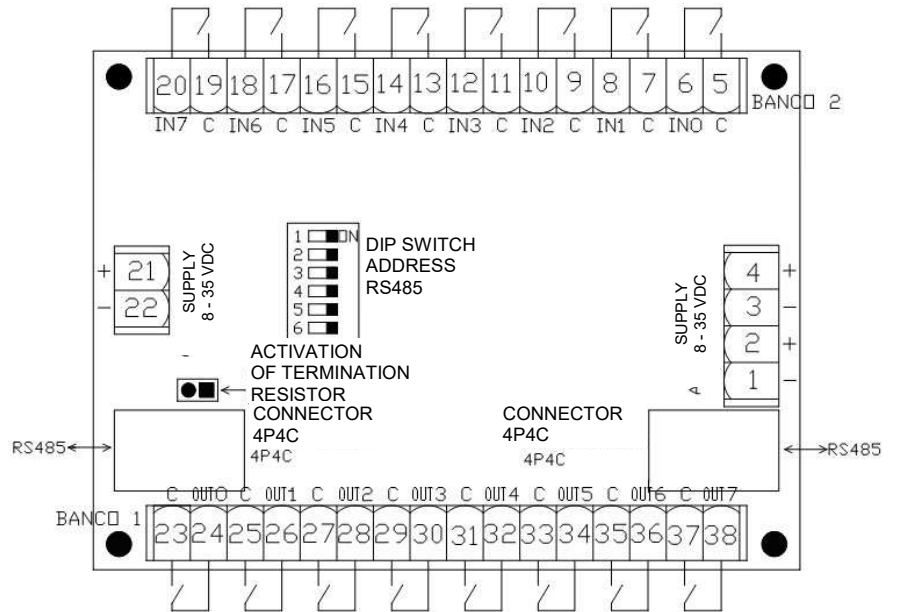 20 19 18 17 16 15 14 13 12 11 10 9 8 7 6 5
BANCO 2
IN7 C IN6 C IN5 C IN4 C IN3 C IN2 C IN1 C IN0 C
1 ON
2
3
4
5
6
DIP SWITCH
ADDRESS
RS485
+ 21
- 22
SUPPLY
8 - 35 VDC
SUPPLY
8 - 35 VDC
4 +
3 -
2 +
1 -
ACTIVATION
OF TERMINATION
RESISTOR
CONNECTOR
4P4C
4P4C
CONNECTOR
4P4C
4P4C
A
RS485
RS485
C OUT0 C OUT1 C OUT2 C OUT3 C OUT4 C OUT5 C OUT6 C OUT7
BANCO 1
23 24 25 26 27 28 29 30 31 32 33 34 35 36 37 38